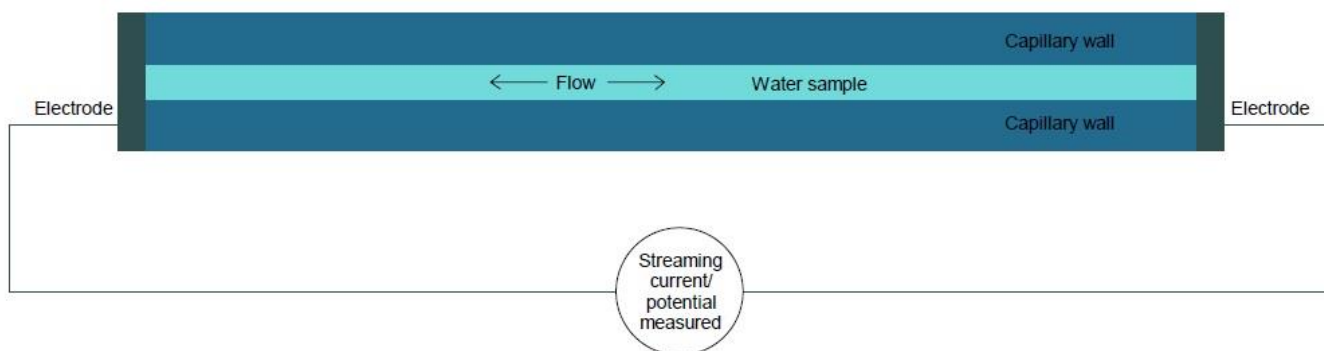 Capillary wall
Flow
Water sample
Electrode
Electrode
Capillary wall
Streaming
current/
potential
measured